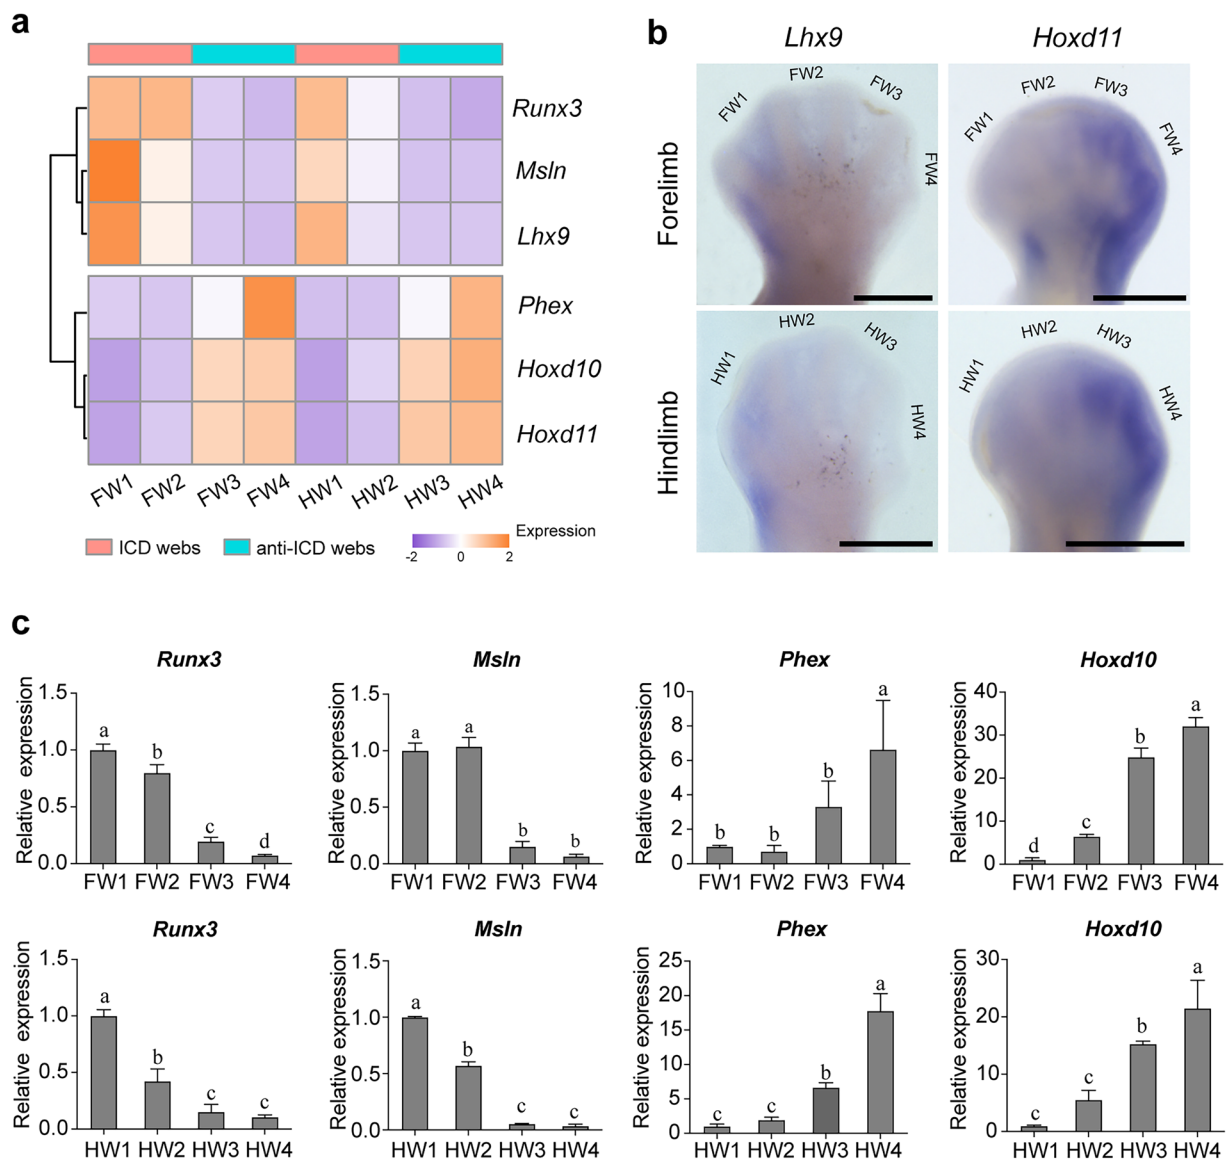 a
Runx3
Msln
Lhx9
Phex
Hoxd10
Hoxd11
FW1 FW2 FW3 FW4 HW1 HW2 HW3 HW4
ICD webs anti-ICD webs
Expression
-2 0 2
b
Lhx9 Hoxd11
Forelimb
FW1 FW2 FW3 FW4
FW1 FW2 FW3 FW4
Hindlimb
HW1 HW2 HW3 HW4
HW1 HW2 HW3 HW4
c
Runx3
Relative expression
1.5
1.0
0.5
0.0
a b c d
FW1 FW2 FW3 FW4
Msln
Relative expression
1.5
1.0
0.5
0.0
a a b b
FW1 FW2 FW3 FW4
Phex
Relative expression
10
8
6
4
2
0
b b b a
FW1 FW2 FW3 FW4
Hoxd10
Relative expression
40
30
20
10
0
d c b a
FW1 FW2 FW3 FW4
Runx3
Relative expression
1.5
1.0
0.5
0.0
a b c c
HW1 HW2 HW3 HW4
Msln
Relative expression
1.5
1.0
0.5
0.0
a b c c
HW1 HW2 HW3 HW4
Phex
Relative expression
25
20
15
10
5
0
c c b a
HW1 HW2 HW3 HW4
Hoxd10
Relative expression
30
20
10
0
c c b a
HW1 HW2 HW3 HW4